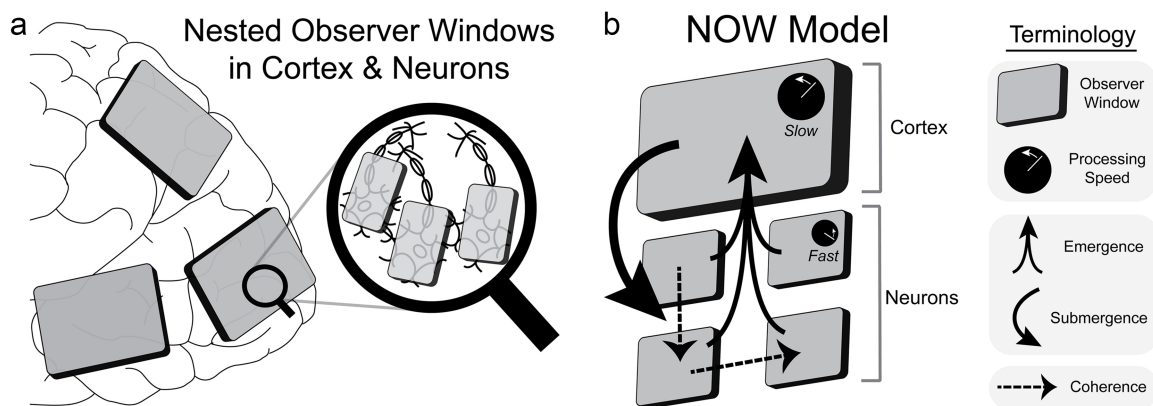 a
Nested Observer Windows
in Cortex & Neurons
b
NOW Model
Slow
Cortex
Fast
Neurons
Terminology
Observer
Window
Processing
Speed
Emergence
Submergence
Coherence